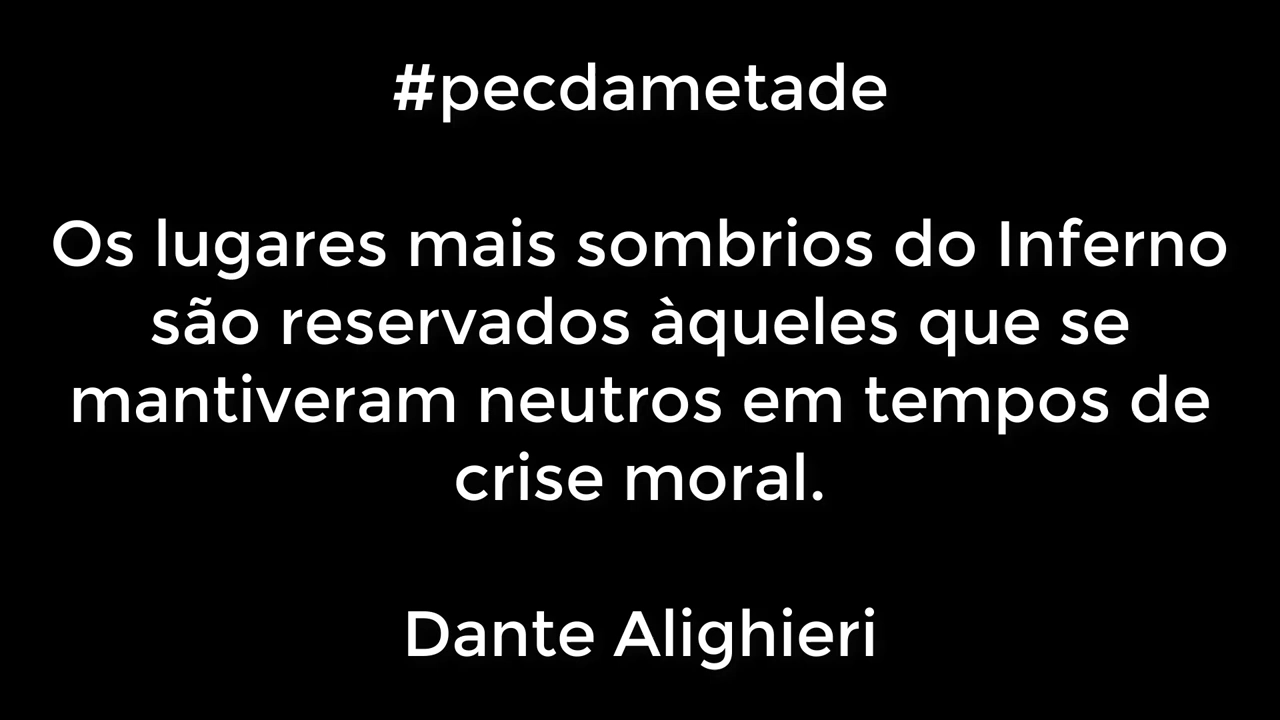 #pecdametade
Os lugares mais sombrios do Inferno
são reservados àqueles que se
mantiveram neutros em tempos de
crise moral.
Dante Alighieri